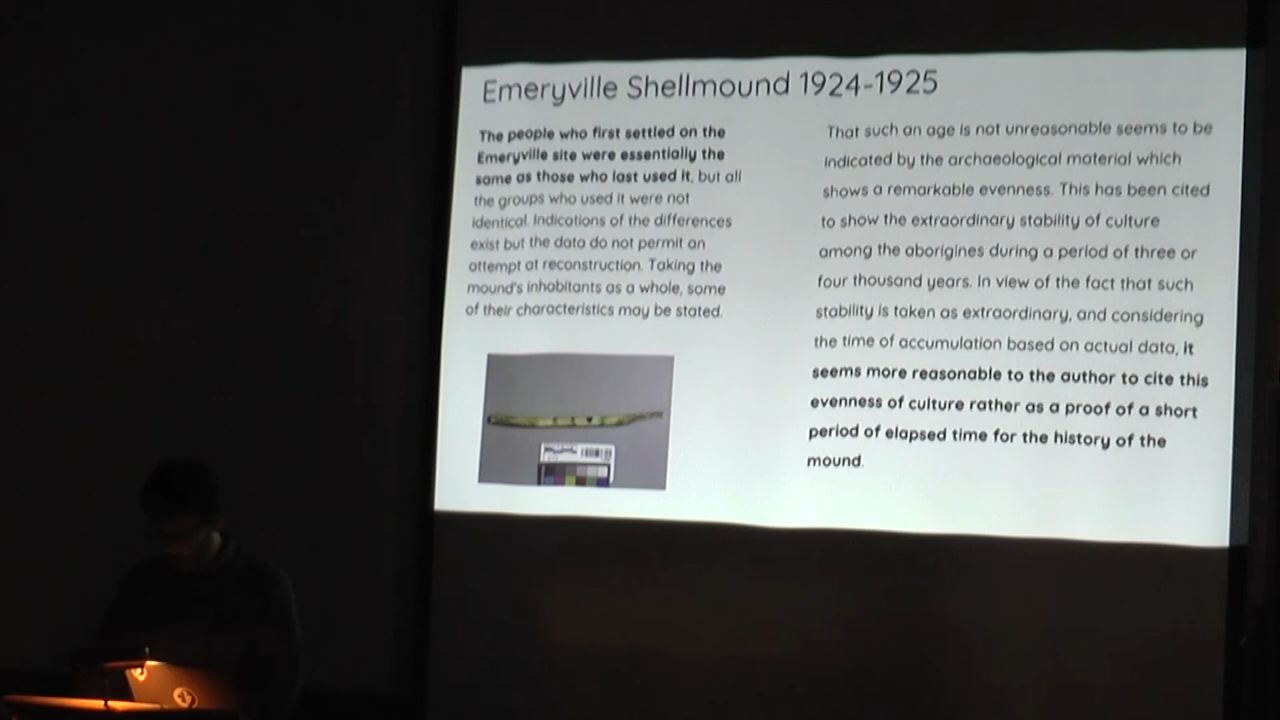 Emeryville Shellmound 1924-1925
The people who first settled on the
Emeryville site were essentially the
same as those who last used it, but all
the groups who used it were not
identical. Indications of the differences
exist but the data do not permit an
attempt at reconstruction. Taking the
mound's inhabitants as a whole, some
of their characteristics may be stated.
That such an age is not unreasonable seems to be
indicated by the archaeological material which
shows a remarkable evenness. This has been cited
to show the extraordinary stability of culture
among the aborigines during a period of three or
four thousand years. In view of the fact that such
stability is taken as extraordinary, and considering
the time of accumulation based on actual data, it
seems more reasonable to the author to cite this
evenness of culture rather as a proof of a short
period of elapsed time for the history of the
mound.